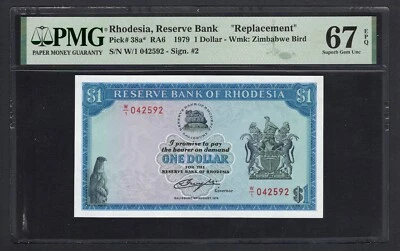 PMG
PAPER MONEY GUARANTY
Rhodesia, Reserve Bank "Replacement"
Pick# 38a* RA6 1979 1 Dollar - Wmk: Zimbabwe Bird
S/N W/1 042592 - Sign. #2
67 EPQ
Superb Gem Unc
$1 RESERVE BANK OF RHODESIA $1
W/1 042592
I promise to pay
the bearer on demand
ONE DOLLAR
FOR THE
RESERVE BANK OF RHODESIA
Governor
W/1 042592